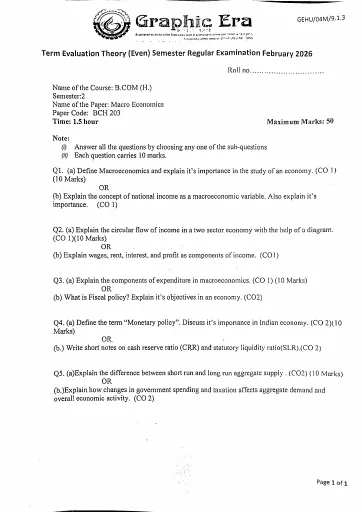 GEHU/04M/9.1.3
Graphic Era
Term Evaluation Theory (Even) Semester Regular Examination February 2026
Roll no..............................
Name of the Course: B.COM (H.)
Semester:2
Name of the Paper: Macro Economics
Paper Code: BCH 203
Time: 1.5 hour Maximum Marks: 50
Note:
(i) Answer all the questions by choosing any one of the sub-questions
(ii) Each question carries 10 marks.
Q1. (a) Define Macroeconomics and explain it's importance in the study of an economy. (CO 1)
(10 Marks)
OR
(b) Explain the concept of national income as a macroeconomic variable. Also explain it's
importance. (CO 1)
Q2. (a) Explain the circular flow of income in a two sector economy with the help of a diagram.
(CO 1)(10 Marks)
OR
(b) Explain wages, rent, interest, and profit as components of income. (CO1)
Q3. (a) Explain the components of expenditure in macroeconomics. (CO 1) (10 Marks)
OR
(b) What is Fiscal policy? Explain it's objectives in an economy. (CO2)
Q4. (a) Define the term "Monetary policy". Discuss it's importance in Indian economy. (CO 2)(10
Marks)
OR.
(b.) Write short notes on cash reserve ratio (CRR) and statutory liquidity ratio(SLR).(CO 2)
Q5. (a)Explain the difference between short run and long run aggregate supply . (CO2) (10 Marks)
OR
(b.)Explain how changes in government spending and taxation affects aggregate demand and
overall economic activity. (CO 2)
Page 1 of 1